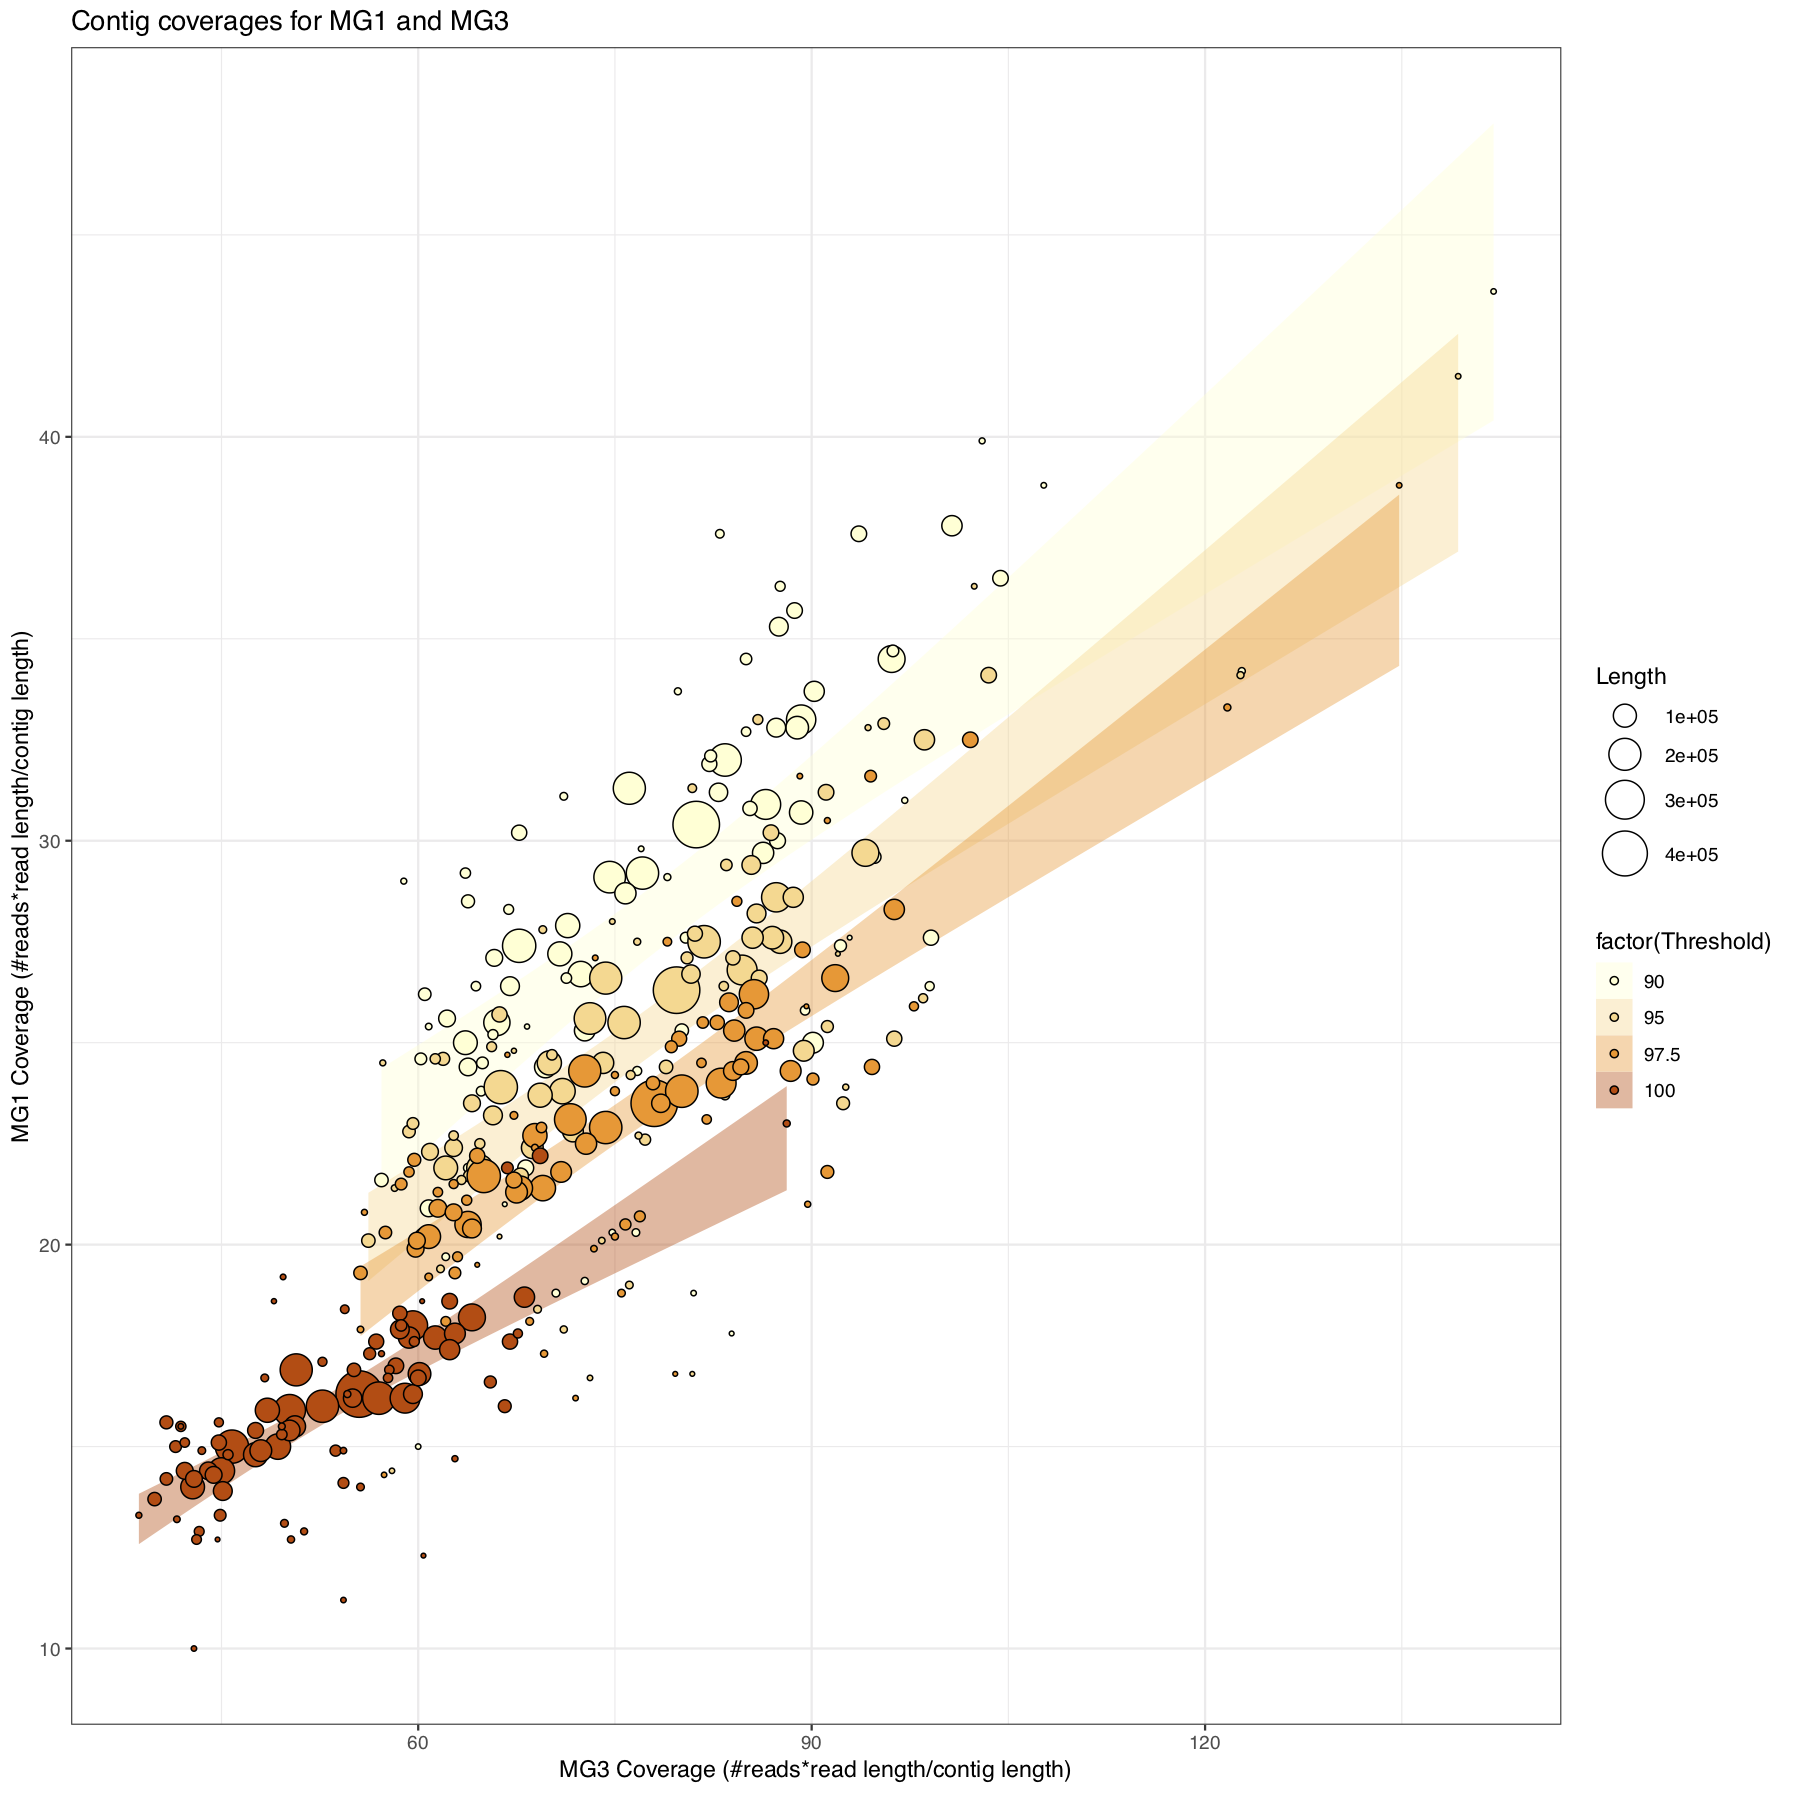 Contig coverages for MG1 and MG3
MG1 Coverage (#reads*read length/contig length)
40
30
20
10
60
90
120
MG3 Coverage (#reads*read length/contig length)
Length
1e+05
2e+05
3e+05
4e+05
factor(Threshold)
90
95
97.5
100